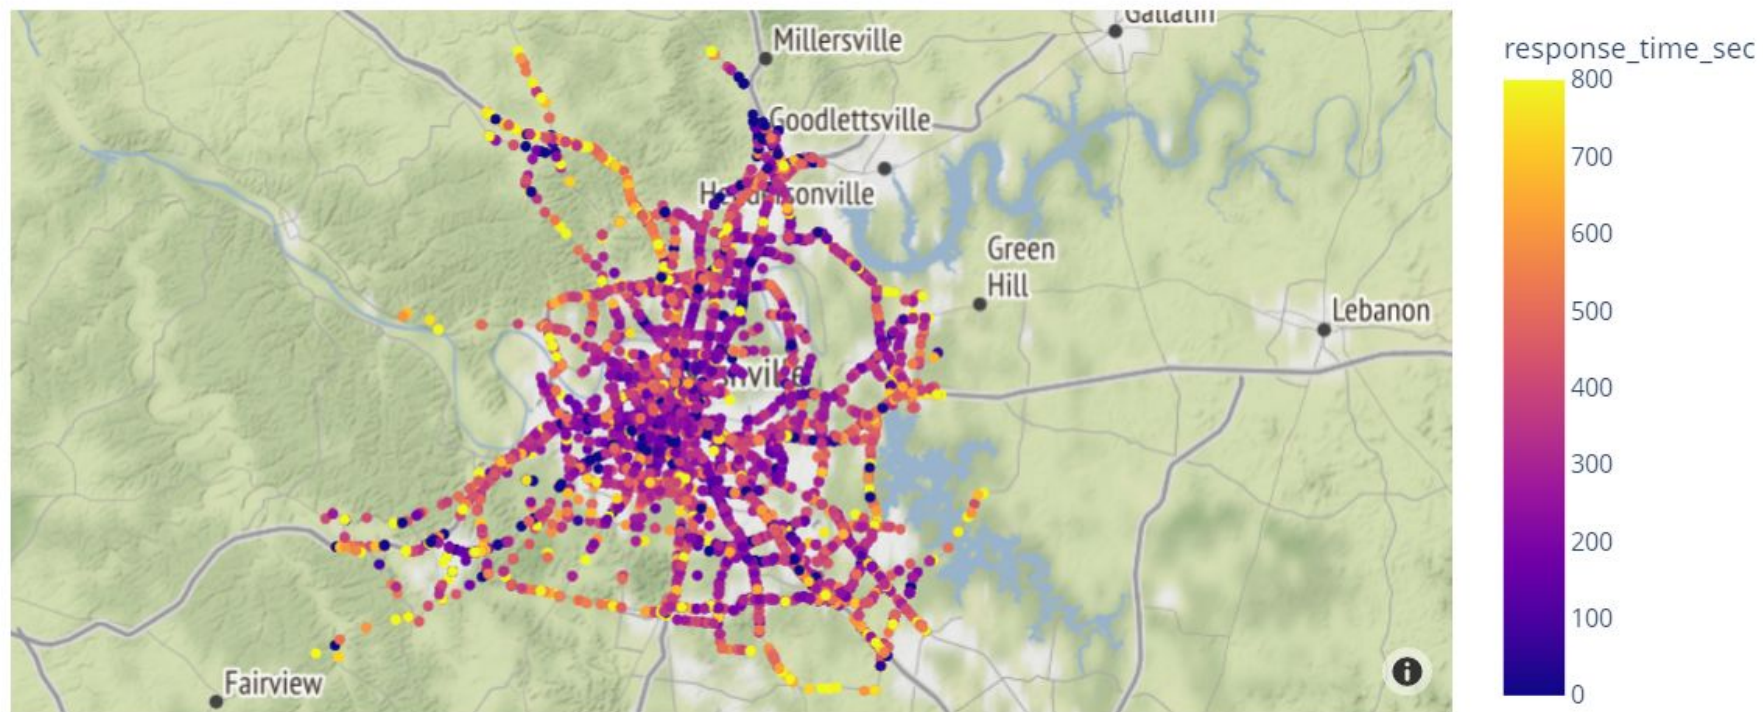 Gallatin
Millersville
response_time_sec
800
Goodlettsville
700
Hendersonville
600
Green
Hill
500
Lebanon
400
300
200
100
Fairview
0